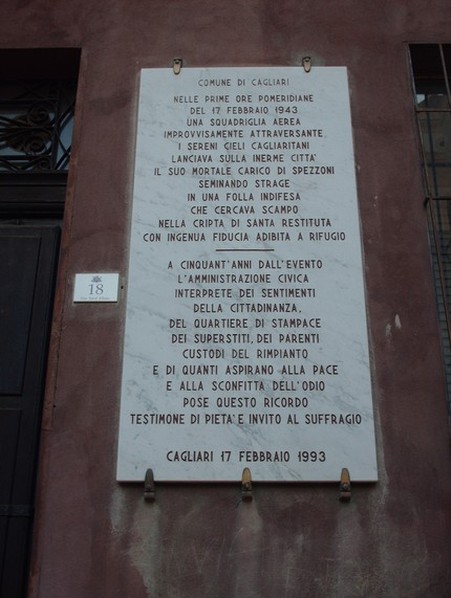 COMUNE DI CAGLIARI
NELLE PRIME ORE POMERIDIANE
DEL 17 FEBBRAIO 1943
UNA SQUADRIGLIA AEREA
IMPROVVISAMENTE ATTRAVERSANTE,
I SERENI CIELI CAGLIARITANI
LANCIAVA SULLA INERME CITTA'
IL SUO MORTALE CARICO DI SPEZZONI
SEMINANDO STRAGE
IN UNA FOLLA INDIFESA
CHE CERCAVA SCAMPO
NELLA CRIPTA DI SANTA RESTITUTA
CON INGENUA FIDUCIA ADIBITA A RIFUGIO
A CINQUANT'ANNI DALL'EVENTO
L'AMMINISTRAZIONE CIVICA
INTERPRETE DEI SENTIMENTI
DELLA CITTADINANZA,
DEL QUARTIERE DI STAMPACE
DEI SUPERSTITI, DEI PARENTI
CUSTODI DEL RIMPIANTO
E DI QUANTI ASPIRANO ALLA PACE
E ALLA SCONFITTA DELL'ODIO
POSE QUESTO RICORDO
TESTIMONE DI PIETA' E INVITO AL SUFFRAGIO
CAGLIARI 17 FEBBRAIO 1993
18